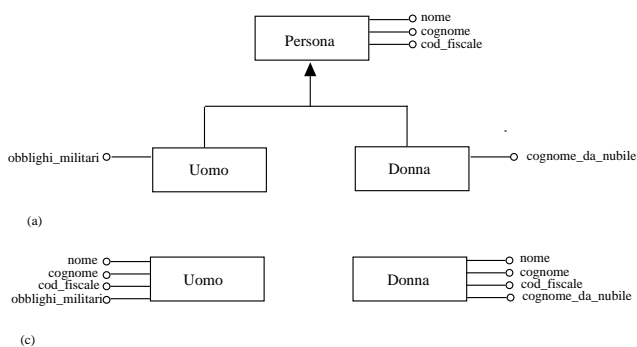 nome
cognome
cod_fiscale
Persona
obblighi_militari
Uomo
Donna
cognome_da_nubile
(a)
nome
cognome
cod_fiscale
obblighi_militari
Uomo
Donna
nome
cognome
cod_fiscale
cognome_da_nubile
(c)